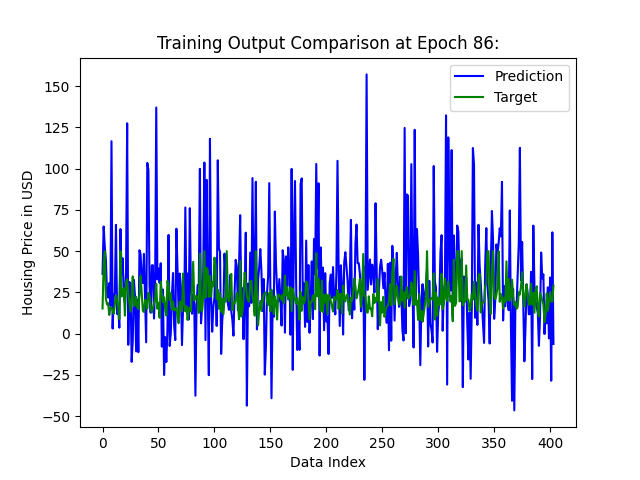 Training Output Comparison at Epoch 86:
Prediction
Target
Housing Price in USD
150
125
100
75
50
25
0
−25
−50
0 50 100 150 200 250 300 350 400
Data Index